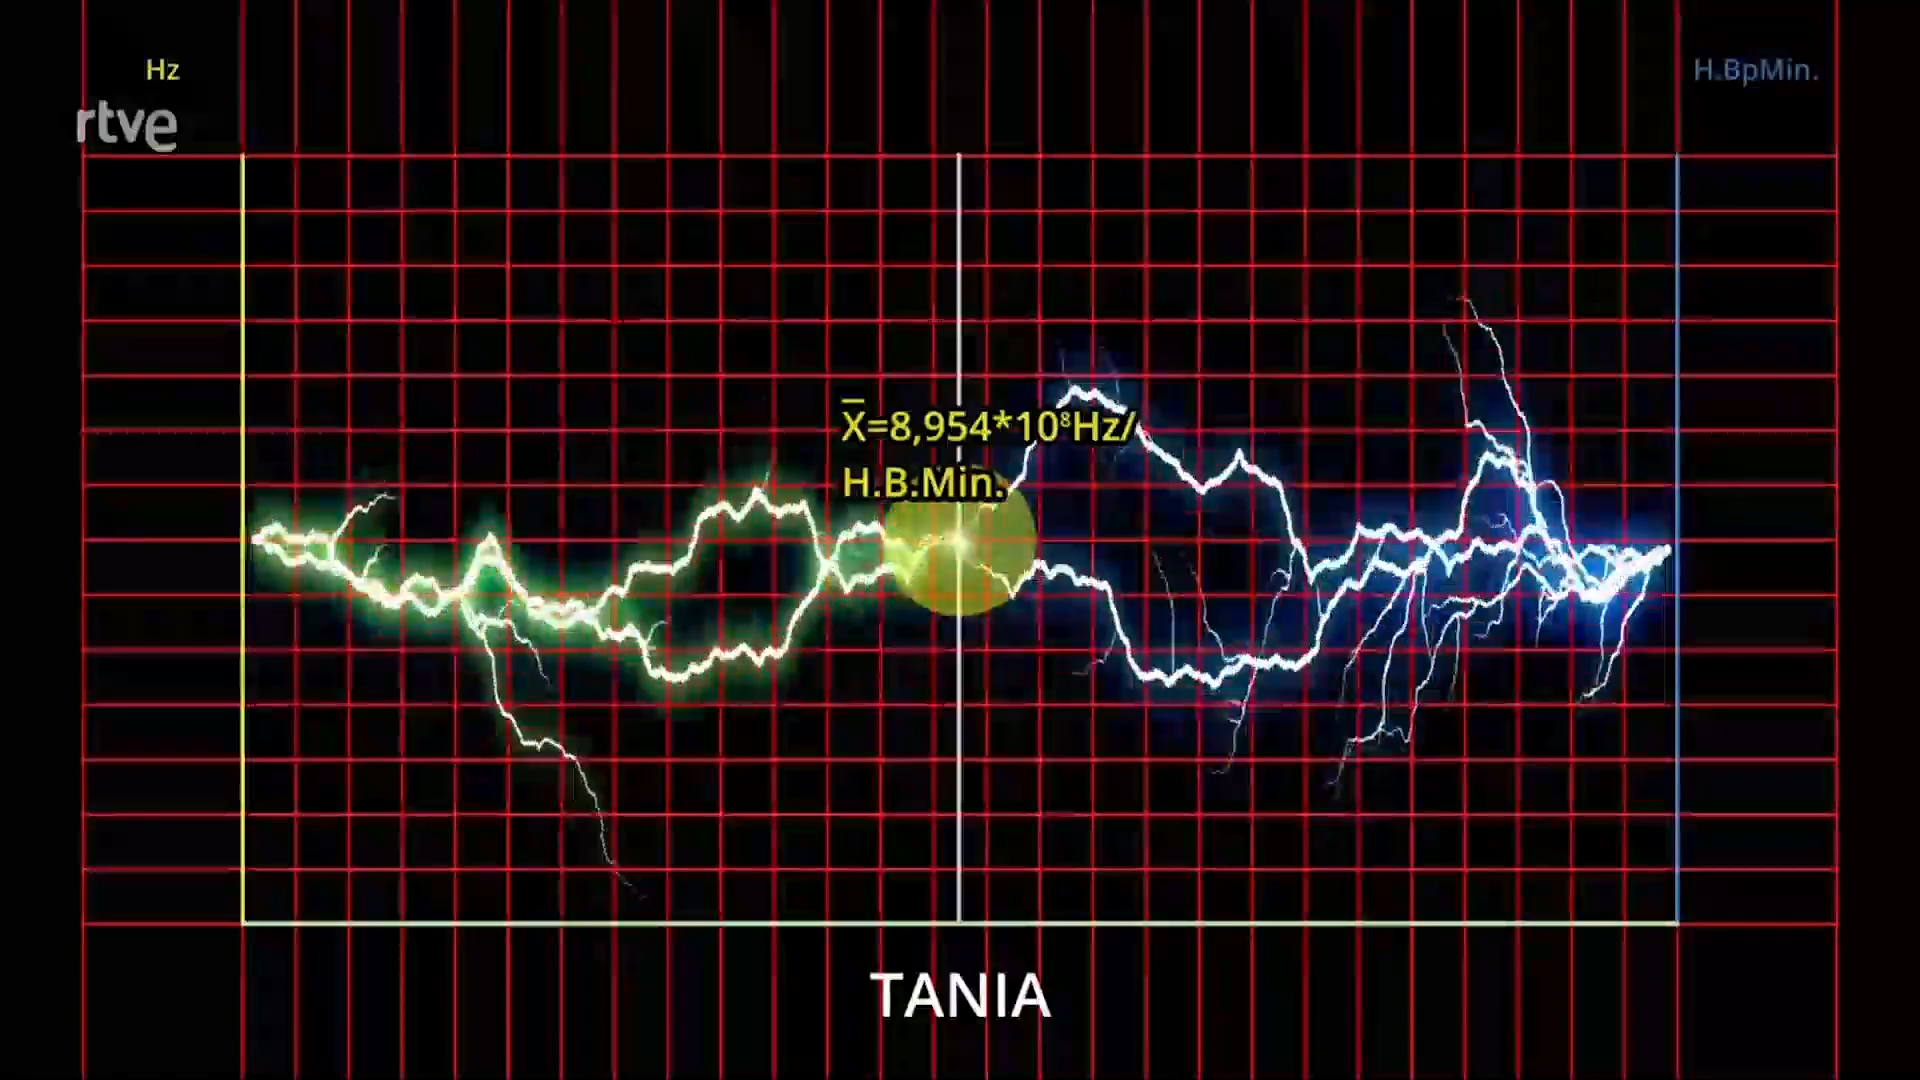 Hz
H.BpMin.
rtve
X̅=8,954*10⁸Hz/
H.B.Min.
TANIA